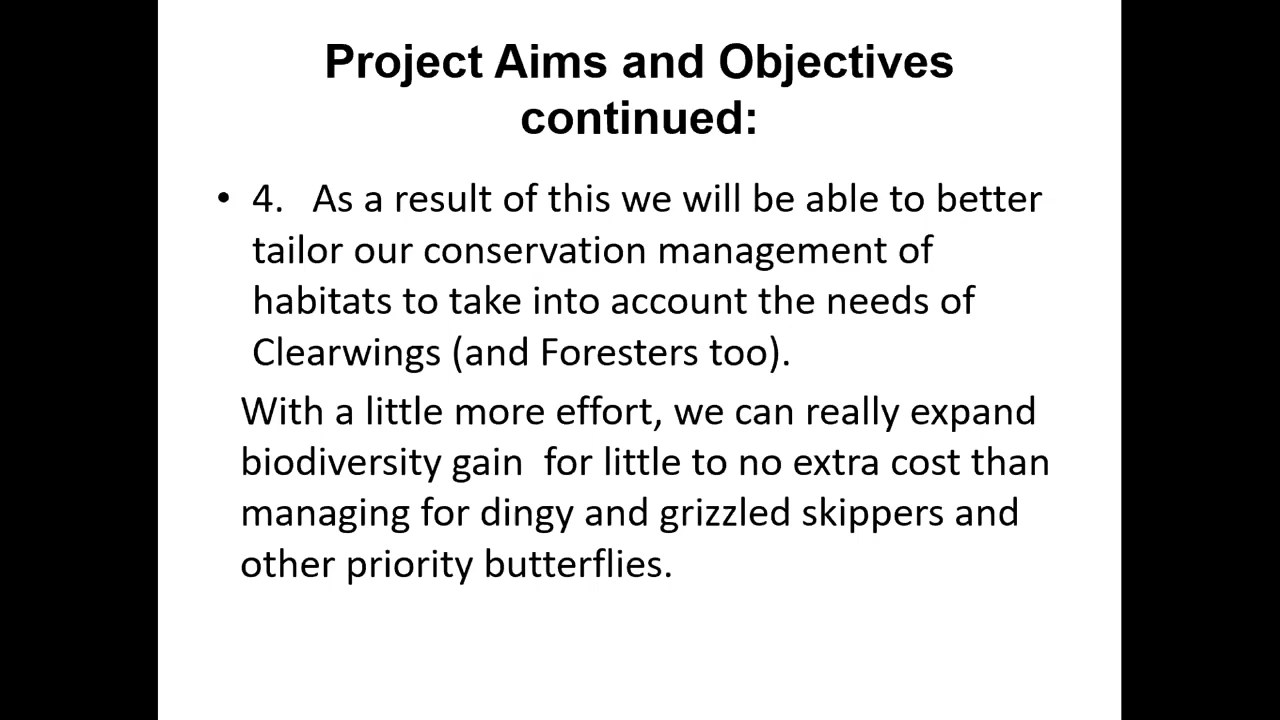 Project Aims and Objectives
continued:
• 4. As a result of this we will be able to better
tailor our conservation management of
habitats to take into account the needs of
Clearwings (and Foresters too).
With a little more effort, we can really expand
biodiversity gain  for little to no extra cost than
managing for dingy and grizzled skippers and
other priority butterflies.